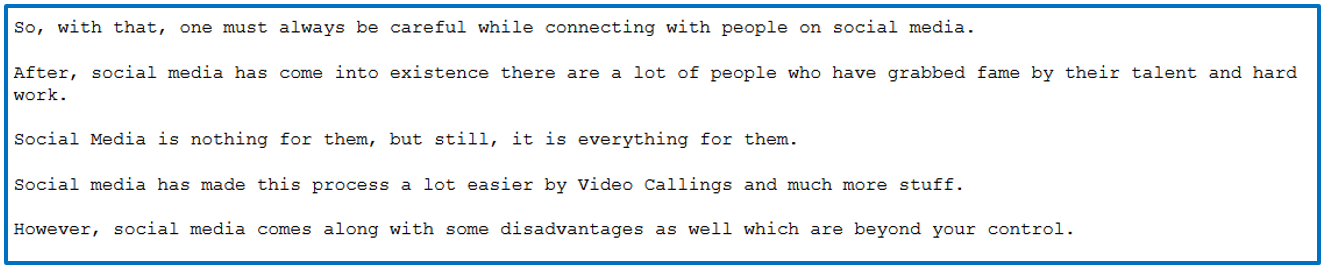 So, with that, one must always be careful while connecting with people on social media.
After, social media has come into existence there are a lot of people who have grabbed fame by their talent and hard
work.
Social Media is nothing for them, but still, it is everything for them.
Social media has made this process a lot easier by Video Callings and much more stuff.
However, social media comes along with some disadvantages as well which are beyond your control.